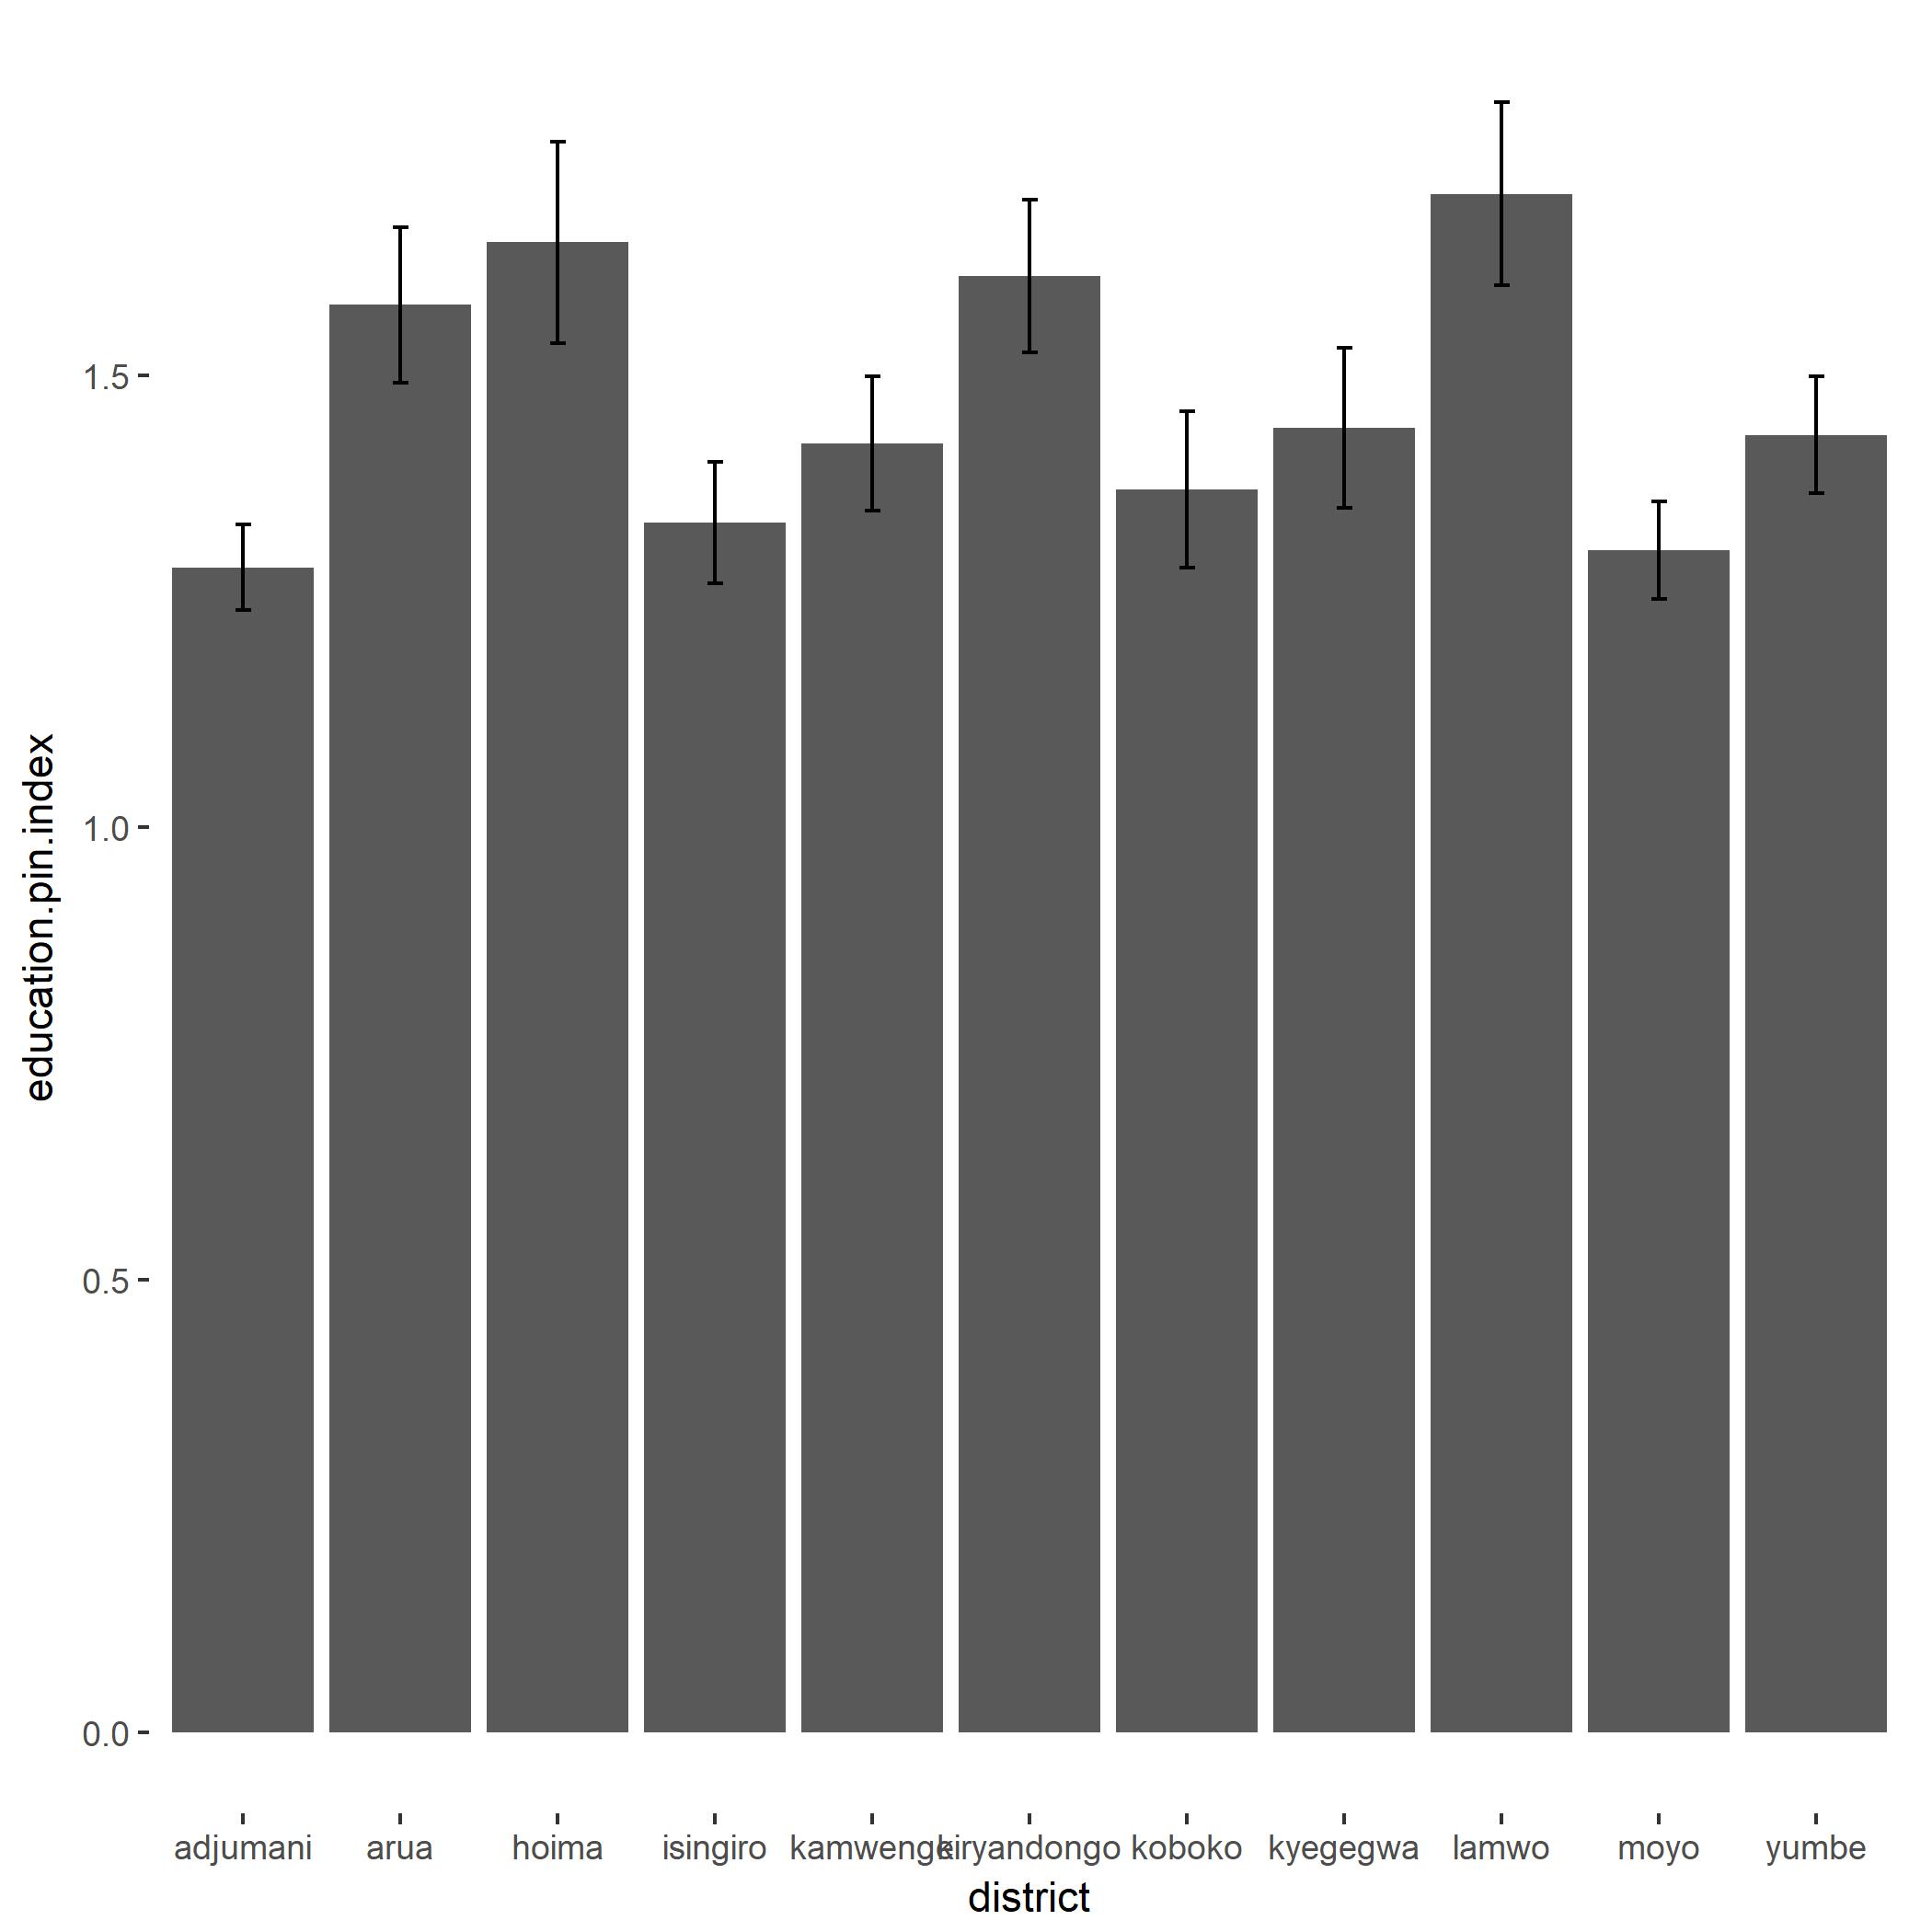 education.pin.index
1.5
1.0
0.5
0.0
adjumani arua hoima isingiro kamwenge kiryandongo koboko kyegegwa lamwo moyo yumbe
district